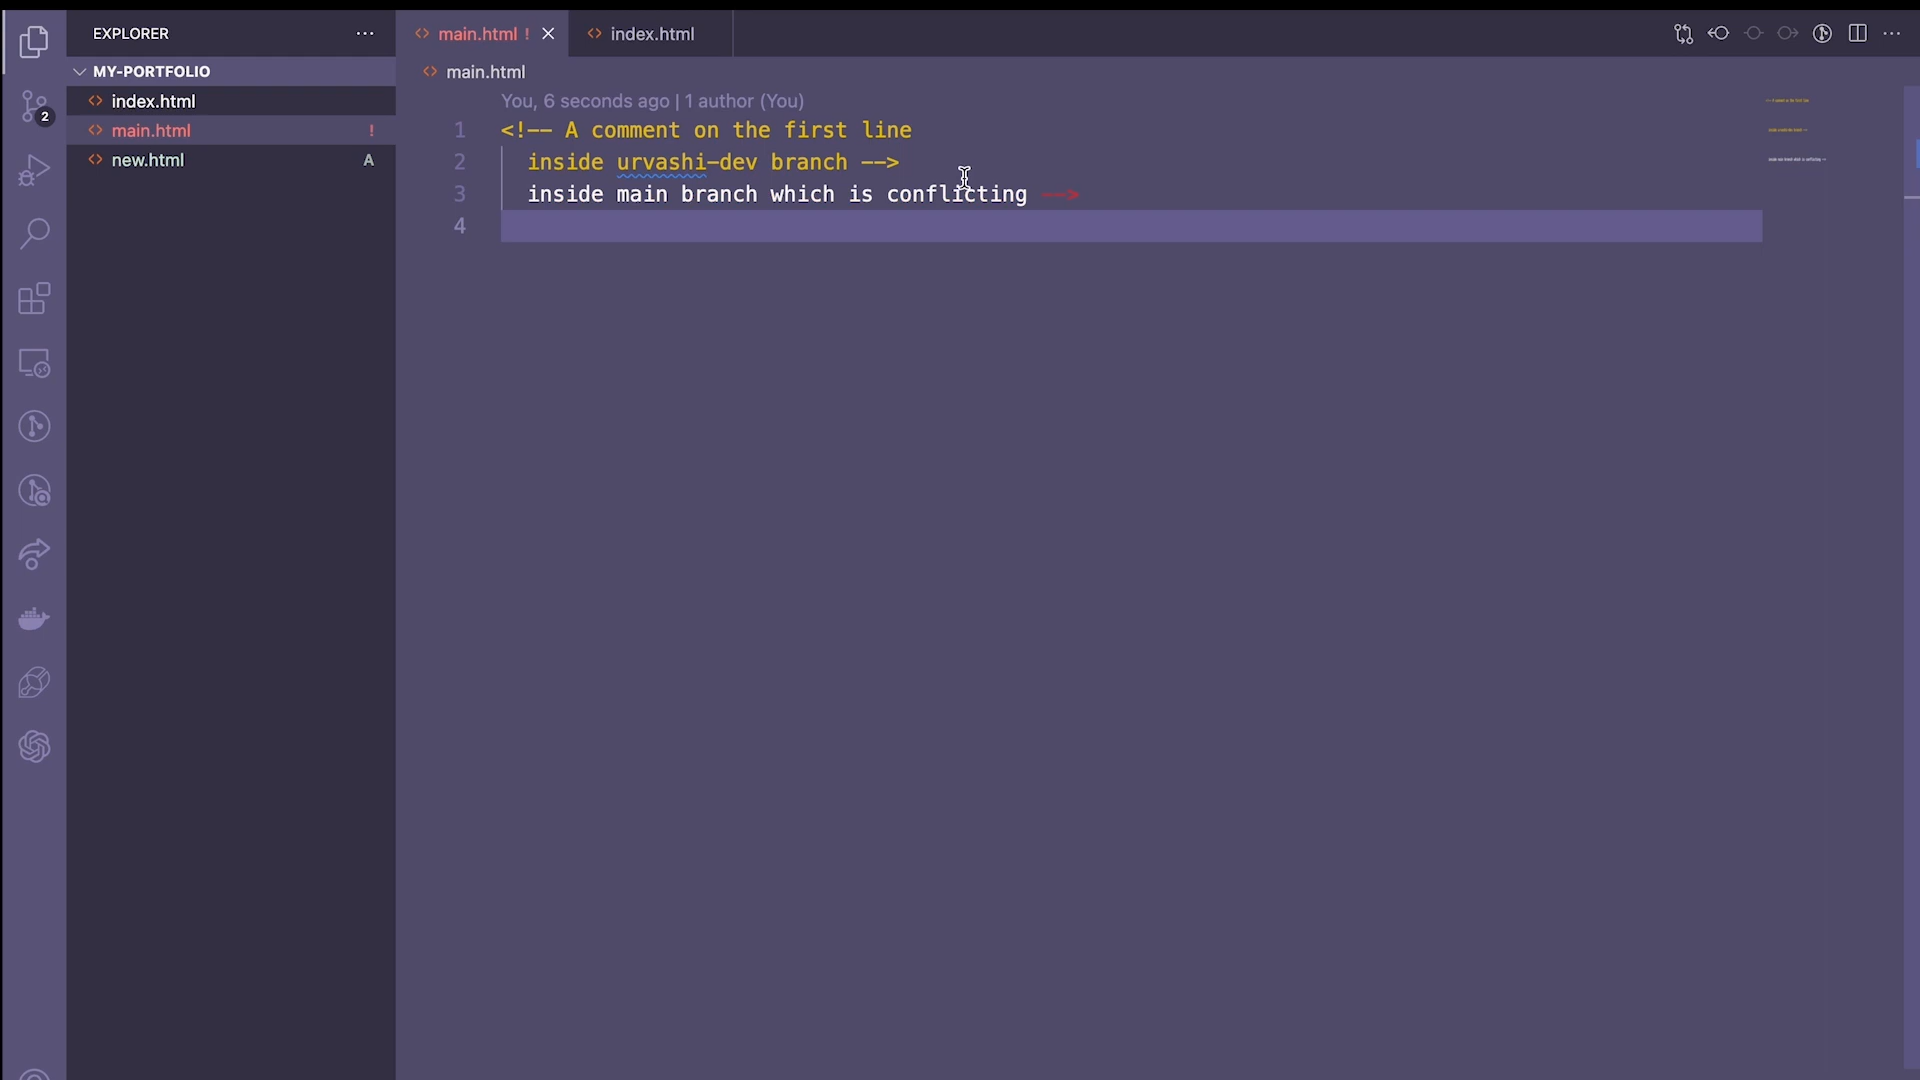 EXPLORER
MY-PORTFOLIO
index.html
main.html !
new.html A
2
main.html !
index.html
main.html
You, 6 seconds ago | 1 author (You)
1 <!-- A comment on the first line
2 inside urvashi-dev branch -->
3 inside main branch which is conflicting -->
4